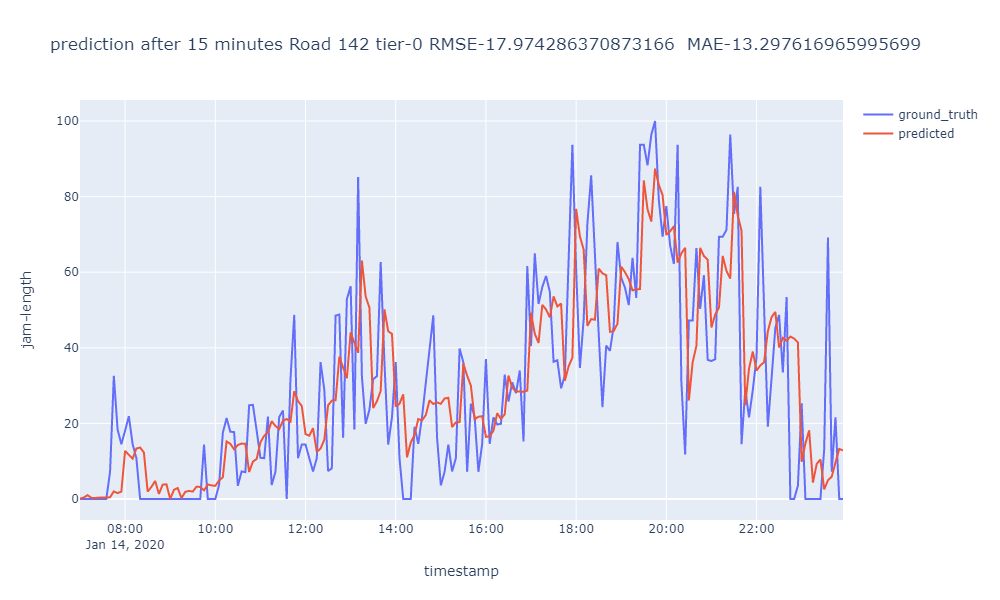 prediction after 15 minutes Road 142 tier-0 RMSE-17.974286370873166 MAE-13.297616965995699
ground_truth
predicted
100
80
60
40
20
0
jam-length
08:00 10:00 12:00 14:00 16:00 18:00 20:00 22:00
Jan 14, 2020
timestamp